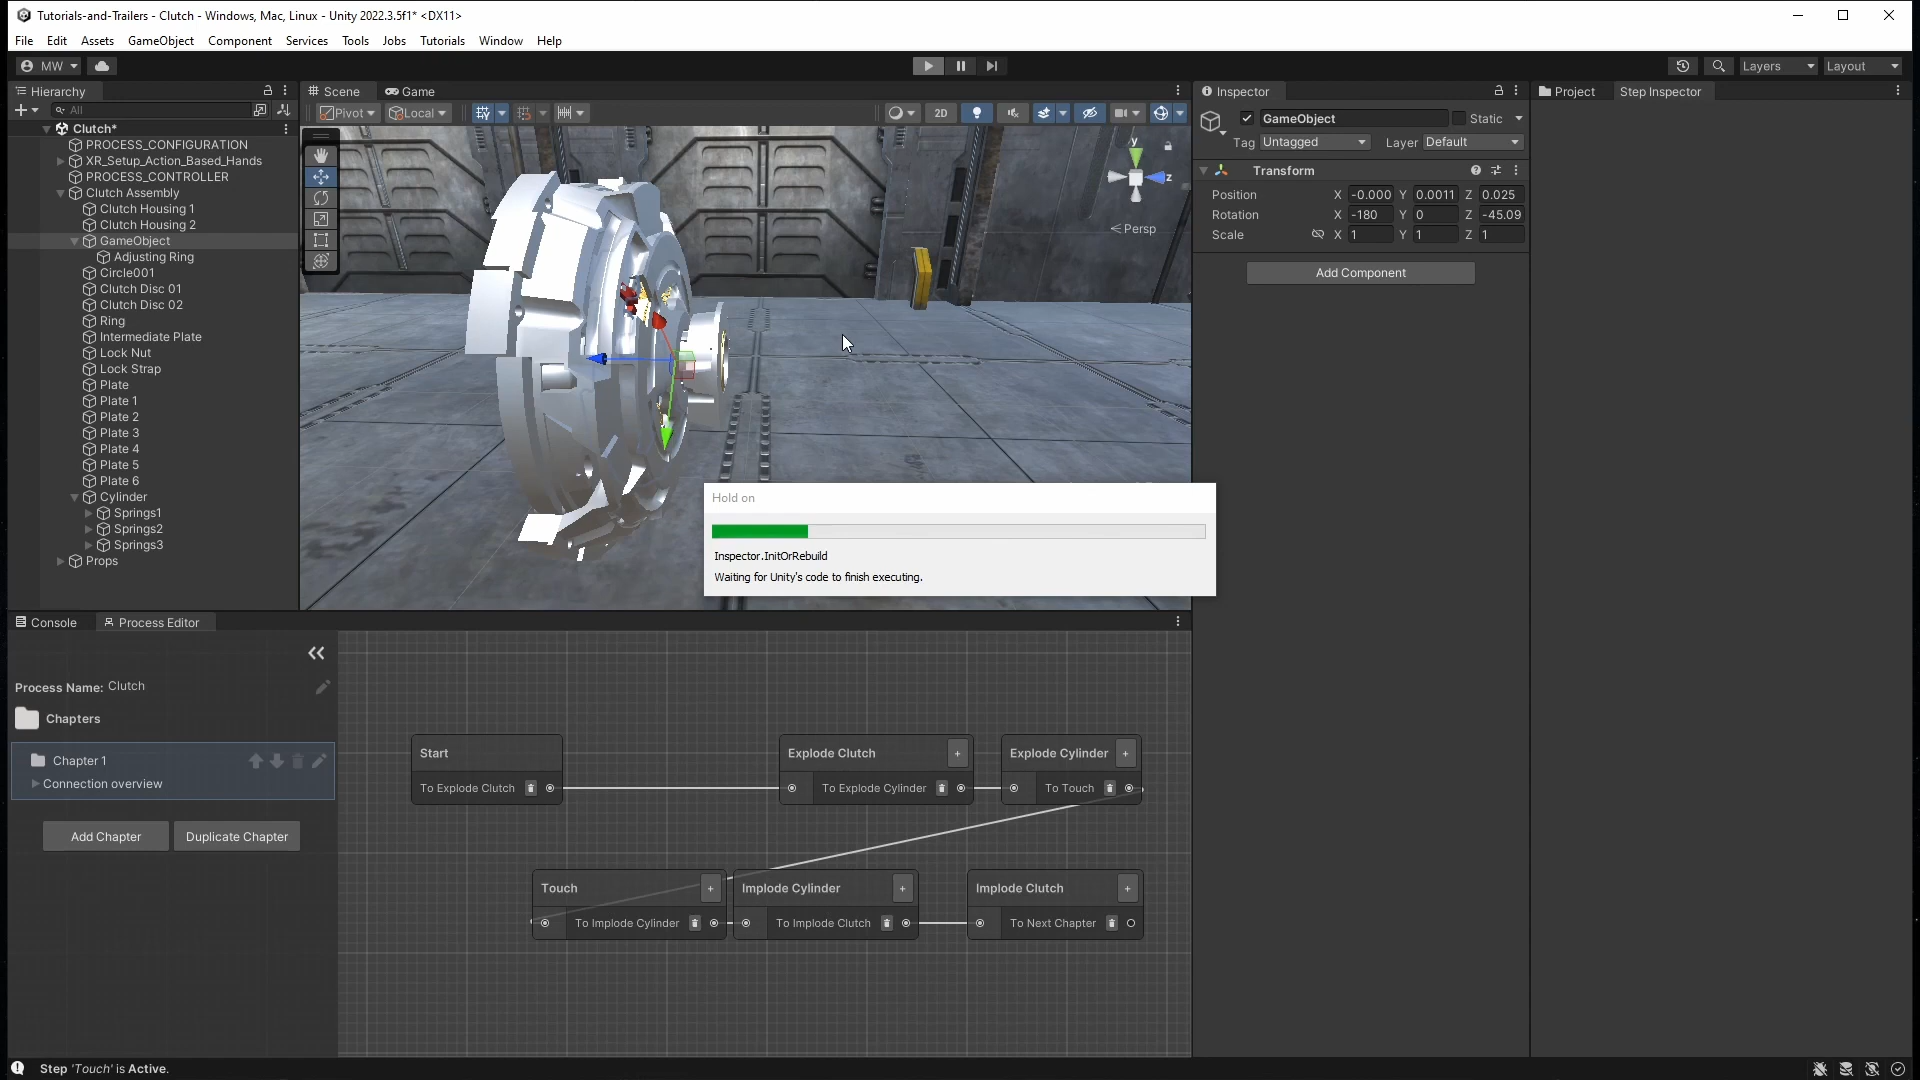 Tutorials-and-Trailers - Clutch - Windows, Mac, Linux - Unity 2022.3.5f1* <DX11>
File Edit Assets GameObject Component Services Tools Jobs Tutorials Window Help
MW
Layers Layout
Hierarchy
All
Clutch*
PROCESS_CONFIGURATION
XR_Setup_Action_Based_Hands
PROCESS_CONTROLLER
Clutch Assembly
Clutch Housing 1
Clutch Housing 2
GameObject
Adjusting Ring
Circle001
Clutch Disc 01
Clutch Disc 02
Ring
Intermediate Plate
Lock Nut
Lock Strap
Plate
Plate 1
Plate 2
Plate 3
Plate 4
Plate 5
Plate 6
Cylinder
Springs1
Springs2
Springs3
Props
Scene Game
Pivot Local 2D
y
z
Persp
Hold on
Inspector.InitOrRebuild
Waiting for Unity's code to finish executing.
Inspector
GameObject Static
Tag Untagged Layer Default
Transform
Position X -0.000 Y 0.0011 Z 0.025
Rotation X -180 Y 0 Z -45.09
Scale X 1 Y 1 Z 1
Add Component
Project Step Inspector
Console Process Editor
Process Name: Clutch
Chapters
Chapter 1
Connection overview
Add Chapter Duplicate Chapter
Start
To Explode Clutch
Explode Clutch +
To Explode Cylinder
Explode Cylinder +
To Touch
Touch +
To Implode Cylinder
Implode Cylinder +
To Implode Clutch
Implode Clutch +
To Next Chapter
Step 'Touch' is Active.